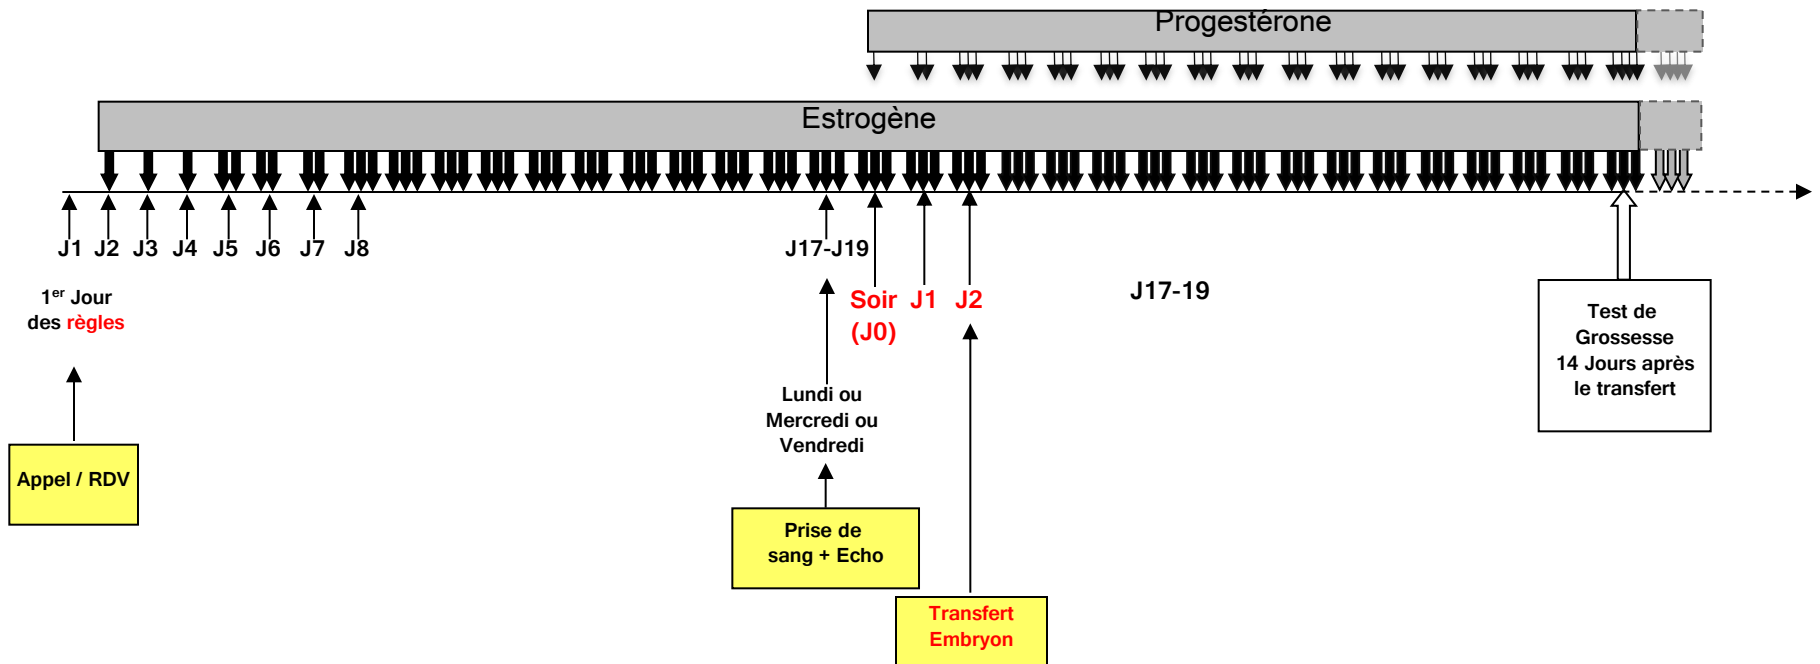 Progestérone
Estrogène
J1 J2 J3 J4 J5 J6 J7 J8
J17-J19
1er Jour
des règles
Soir J1 J2
(J0)
J17-19
Test de
Grossesse
14 Jours après
le transfert
Lundi ou
Mercredi ou
Vendredi
Appel / RDV
Prise de
sang + Echo
Transfert
Embryon